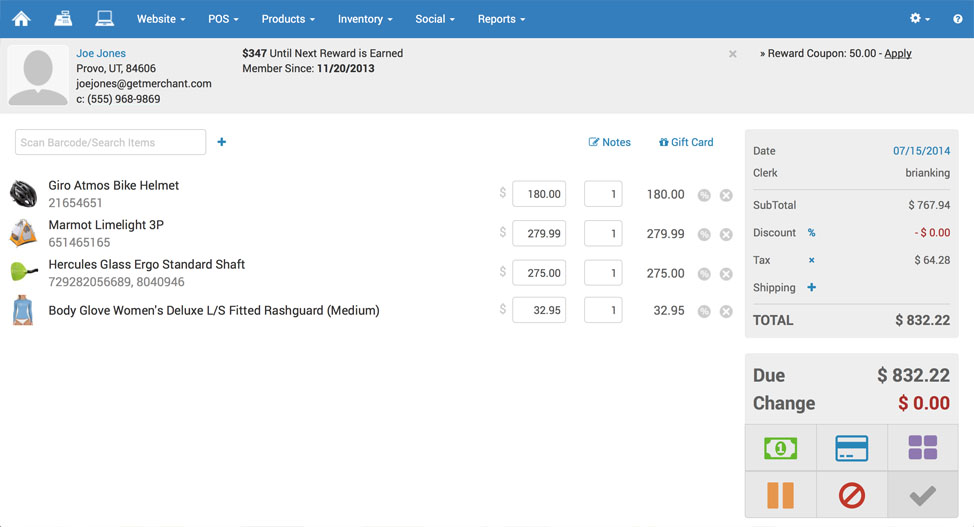 Website POS Products Inventory Social Reports
Joe Jones
Provo, UT, 84606
joejones@getmerchant.com
c: (555) 968-9869
$347 Until Next Reward is Earned
Member Since: 11/20/2013
» Reward Coupon: 50.00 - Apply
Scan Barcode/Search Items
Notes Gift Card
Giro Atmos Bike Helmet
21654651
$ 180.00 1 180.00 %
Marmot Limelight 3P
651465165
$ 279.99 1 279.99 %
Hercules Glass Ergo Standard Shaft
729282056689, 8040946
$ 275.00 1 275.00 %
Body Glove Women's Deluxe L/S Fitted Rashguard (Medium)
$ 32.95 1 32.95 %
Date 07/15/2014
Clerk brianking
SubTotal $ 767.94
Discount % - $ 0.00
Tax × $ 64.28
Shipping +
TOTAL $ 832.22
Due $ 832.22
Change $ 0.00
1